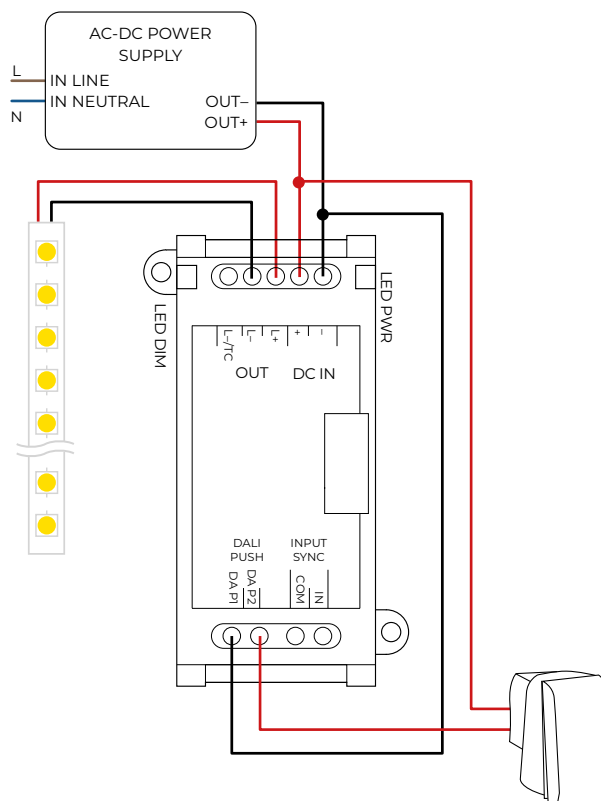 AC-DC POWER
SUPPLY
L
IN LINE
IN NEUTRAL
N
OUT–
OUT+
LED DIM
LED PWR
L–/TC
L–
L+
+
–
OUT
DC IN
DALI
PUSH
INPUT
SYNC
DA P1
DA P2
COM
IN